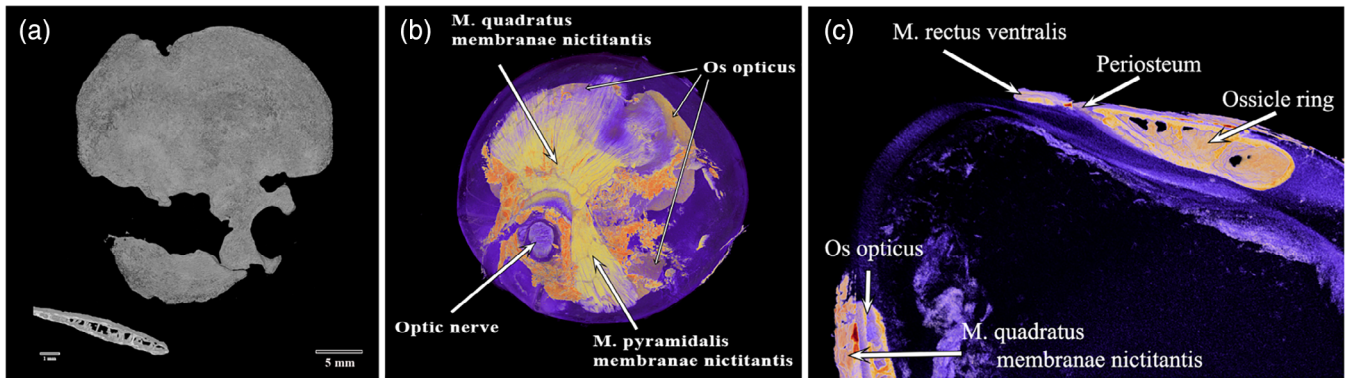 (a)
1 mm
5 mm
(b)
M. quadratus
membranae nictitantis
Os opticus
Optic nerve
M. pyramidalis
membranae nictitantis
(c)
M. rectus ventralis
Periosteum
Ossicle ring
Os opticus
M. quadratus
membranae nictitantis